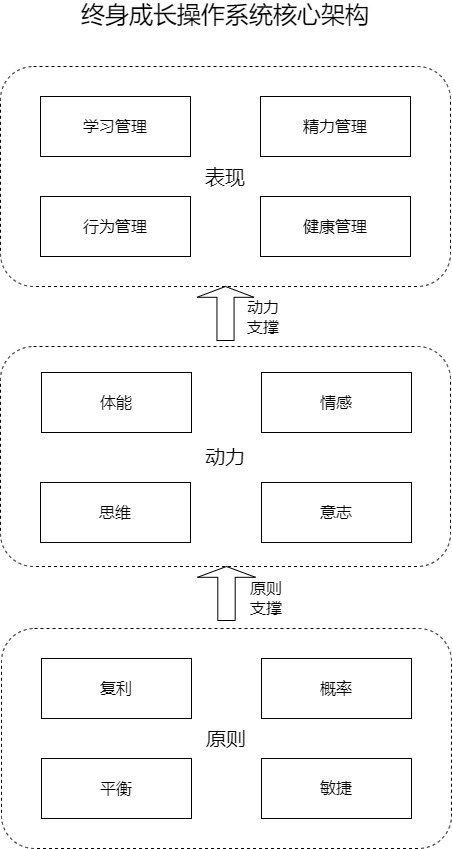 终身成长操作系统核心架构
学习管理
精力管理
表现
行为管理
健康管理
动力
支撑
体能
情感
动力
思维
意志
原则
支撑
复利
概率
原则
平衡
敏捷